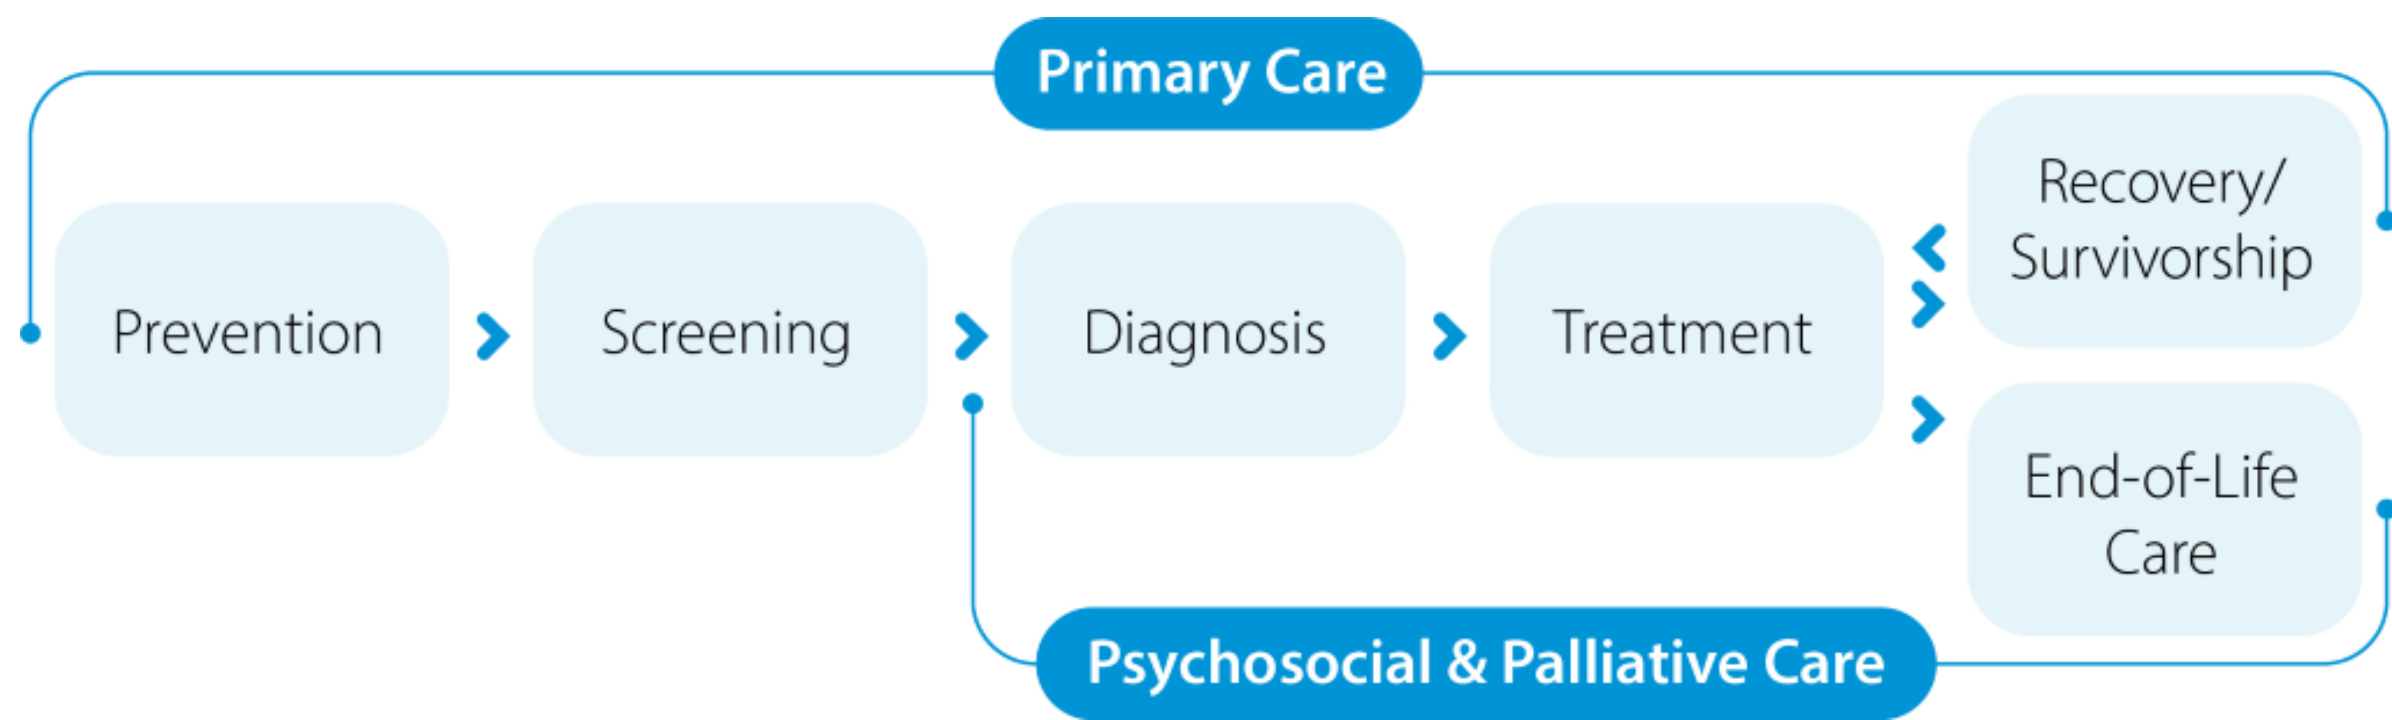 Primary Care
Prevention
Screening
Diagnosis
Treatment
Recovery/
Survivorship
End-of-Life
Care
Psychosocial & Palliative Care